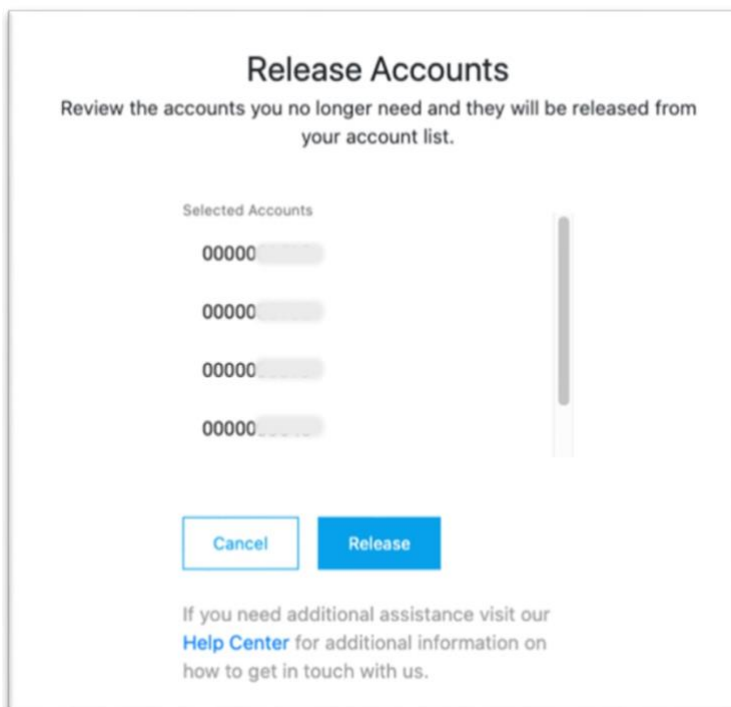 Release Accounts
Review the accounts you no longer need and they will be released from
your account list.
Selected Accounts
00000
00000
00000
00000
Cancel
Release
If you need additional assistance visit our
Help Center for additional information on
how to get in touch with us.